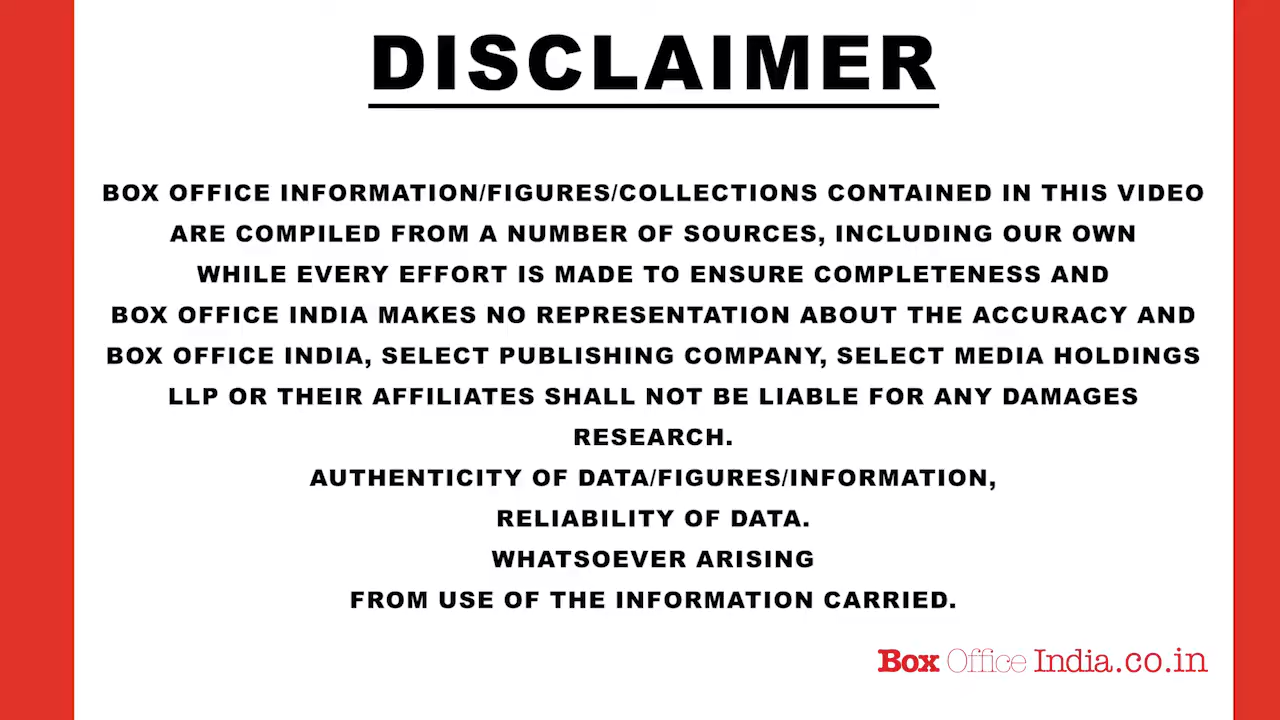 DISCLAIMER
BOX OFFICE INFORMATION/FIGURES/COLLECTIONS CONTAINED IN THIS VIDEO
ARE COMPILED FROM A NUMBER OF SOURCES, INCLUDING OUR OWN
WHILE EVERY EFFORT IS MADE TO ENSURE COMPLETENESS AND
BOX OFFICE INDIA MAKES NO REPRESENTATION ABOUT THE ACCURACY AND
BOX OFFICE INDIA, SELECT PUBLISHING COMPANY, SELECT MEDIA HOLDINGS
LLP OR THEIR AFFILIATES SHALL NOT BE LIABLE FOR ANY DAMAGES
RESEARCH.
AUTHENTICITY OF DATA/FIGURES/INFORMATION,
RELIABILITY OF DATA.
WHATSOEVER ARISING
FROM USE OF THE INFORMATION CARRIED.
Box Office India.co.in